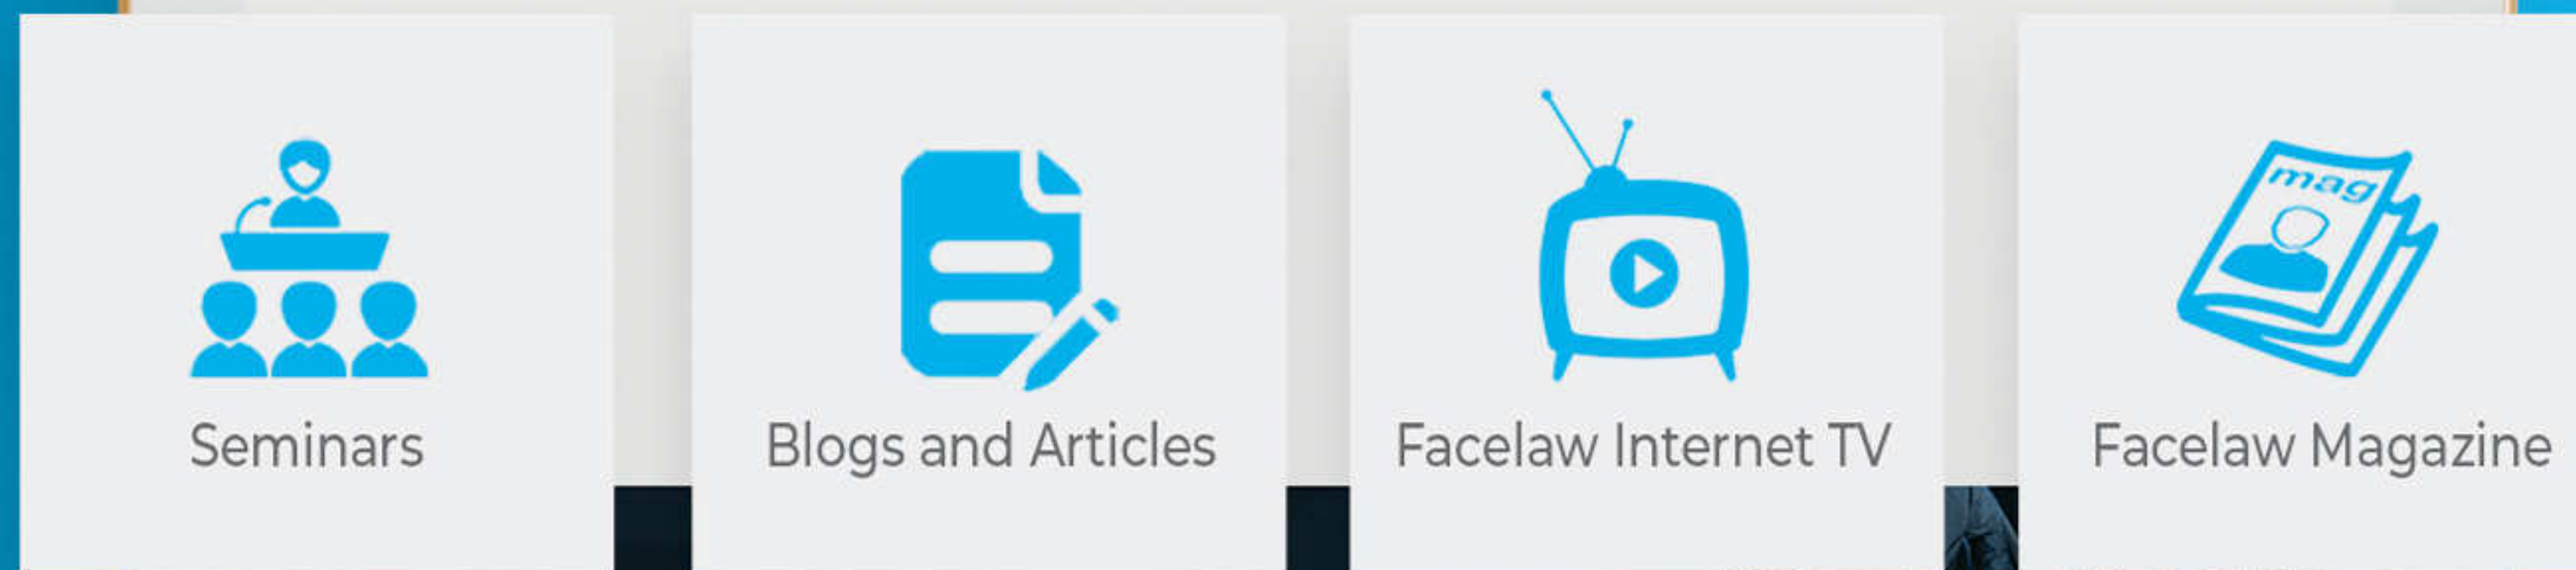 mag
Seminars
Blogs and Articles
Facelaw Internet TV
Facelaw Magazine